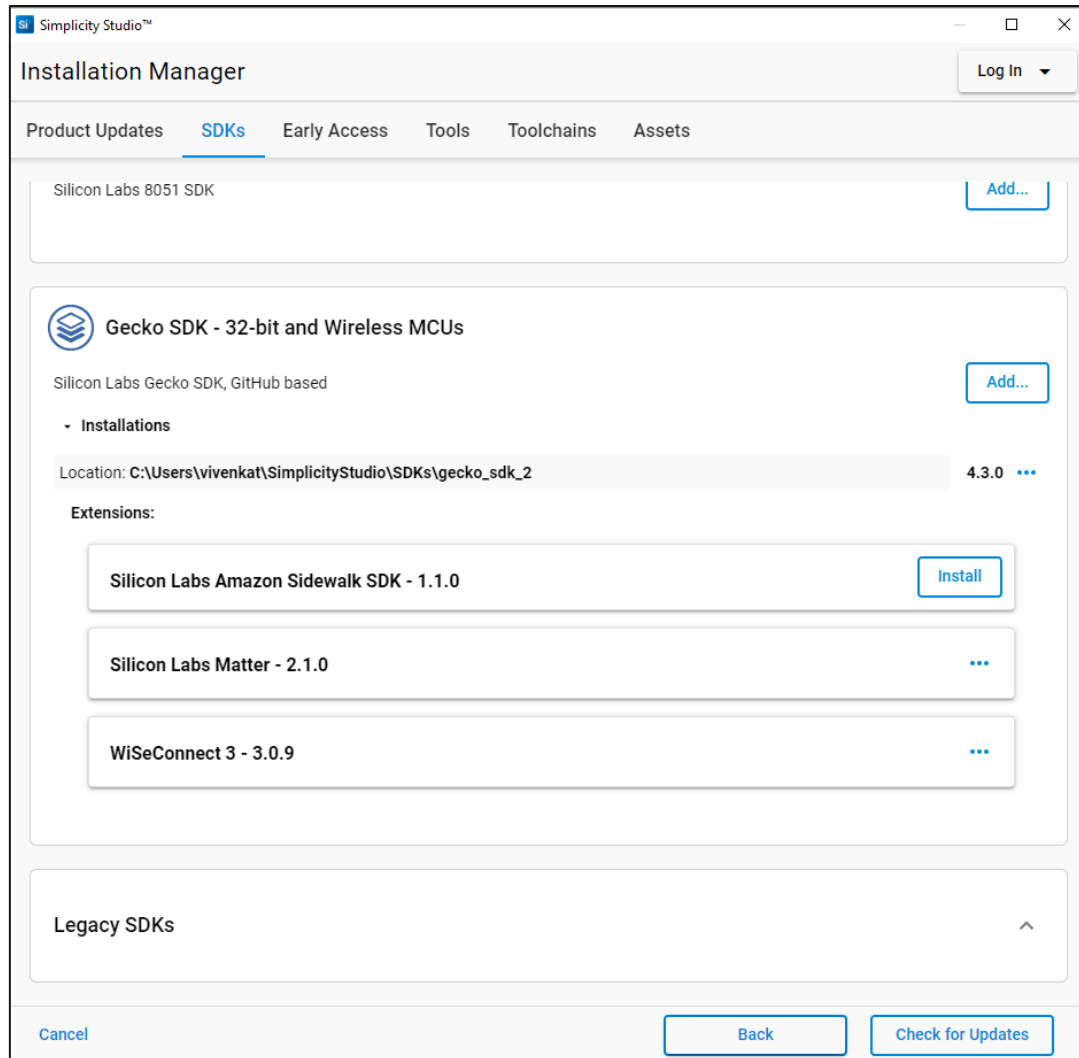 Si Simplicity Studio™
Installation Manager
Log In
Product Updates SDKs Early Access Tools Toolchains Assets
Silicon Labs 8051 SDK
Add...
Gecko SDK - 32-bit and Wireless MCUs
Silicon Labs Gecko SDK, GitHub based
Add...
Installations
Location: C:\Users\vivenkat\SimplicityStudio\SDKs\gecko_sdk_2 4.3.0
Extensions:
Silicon Labs Amazon Sidewalk SDK - 1.1.0 Install
Silicon Labs Matter - 2.1.0
WiSeConnect 3 - 3.0.9
Legacy SDKs
Cancel Back Check for Updates